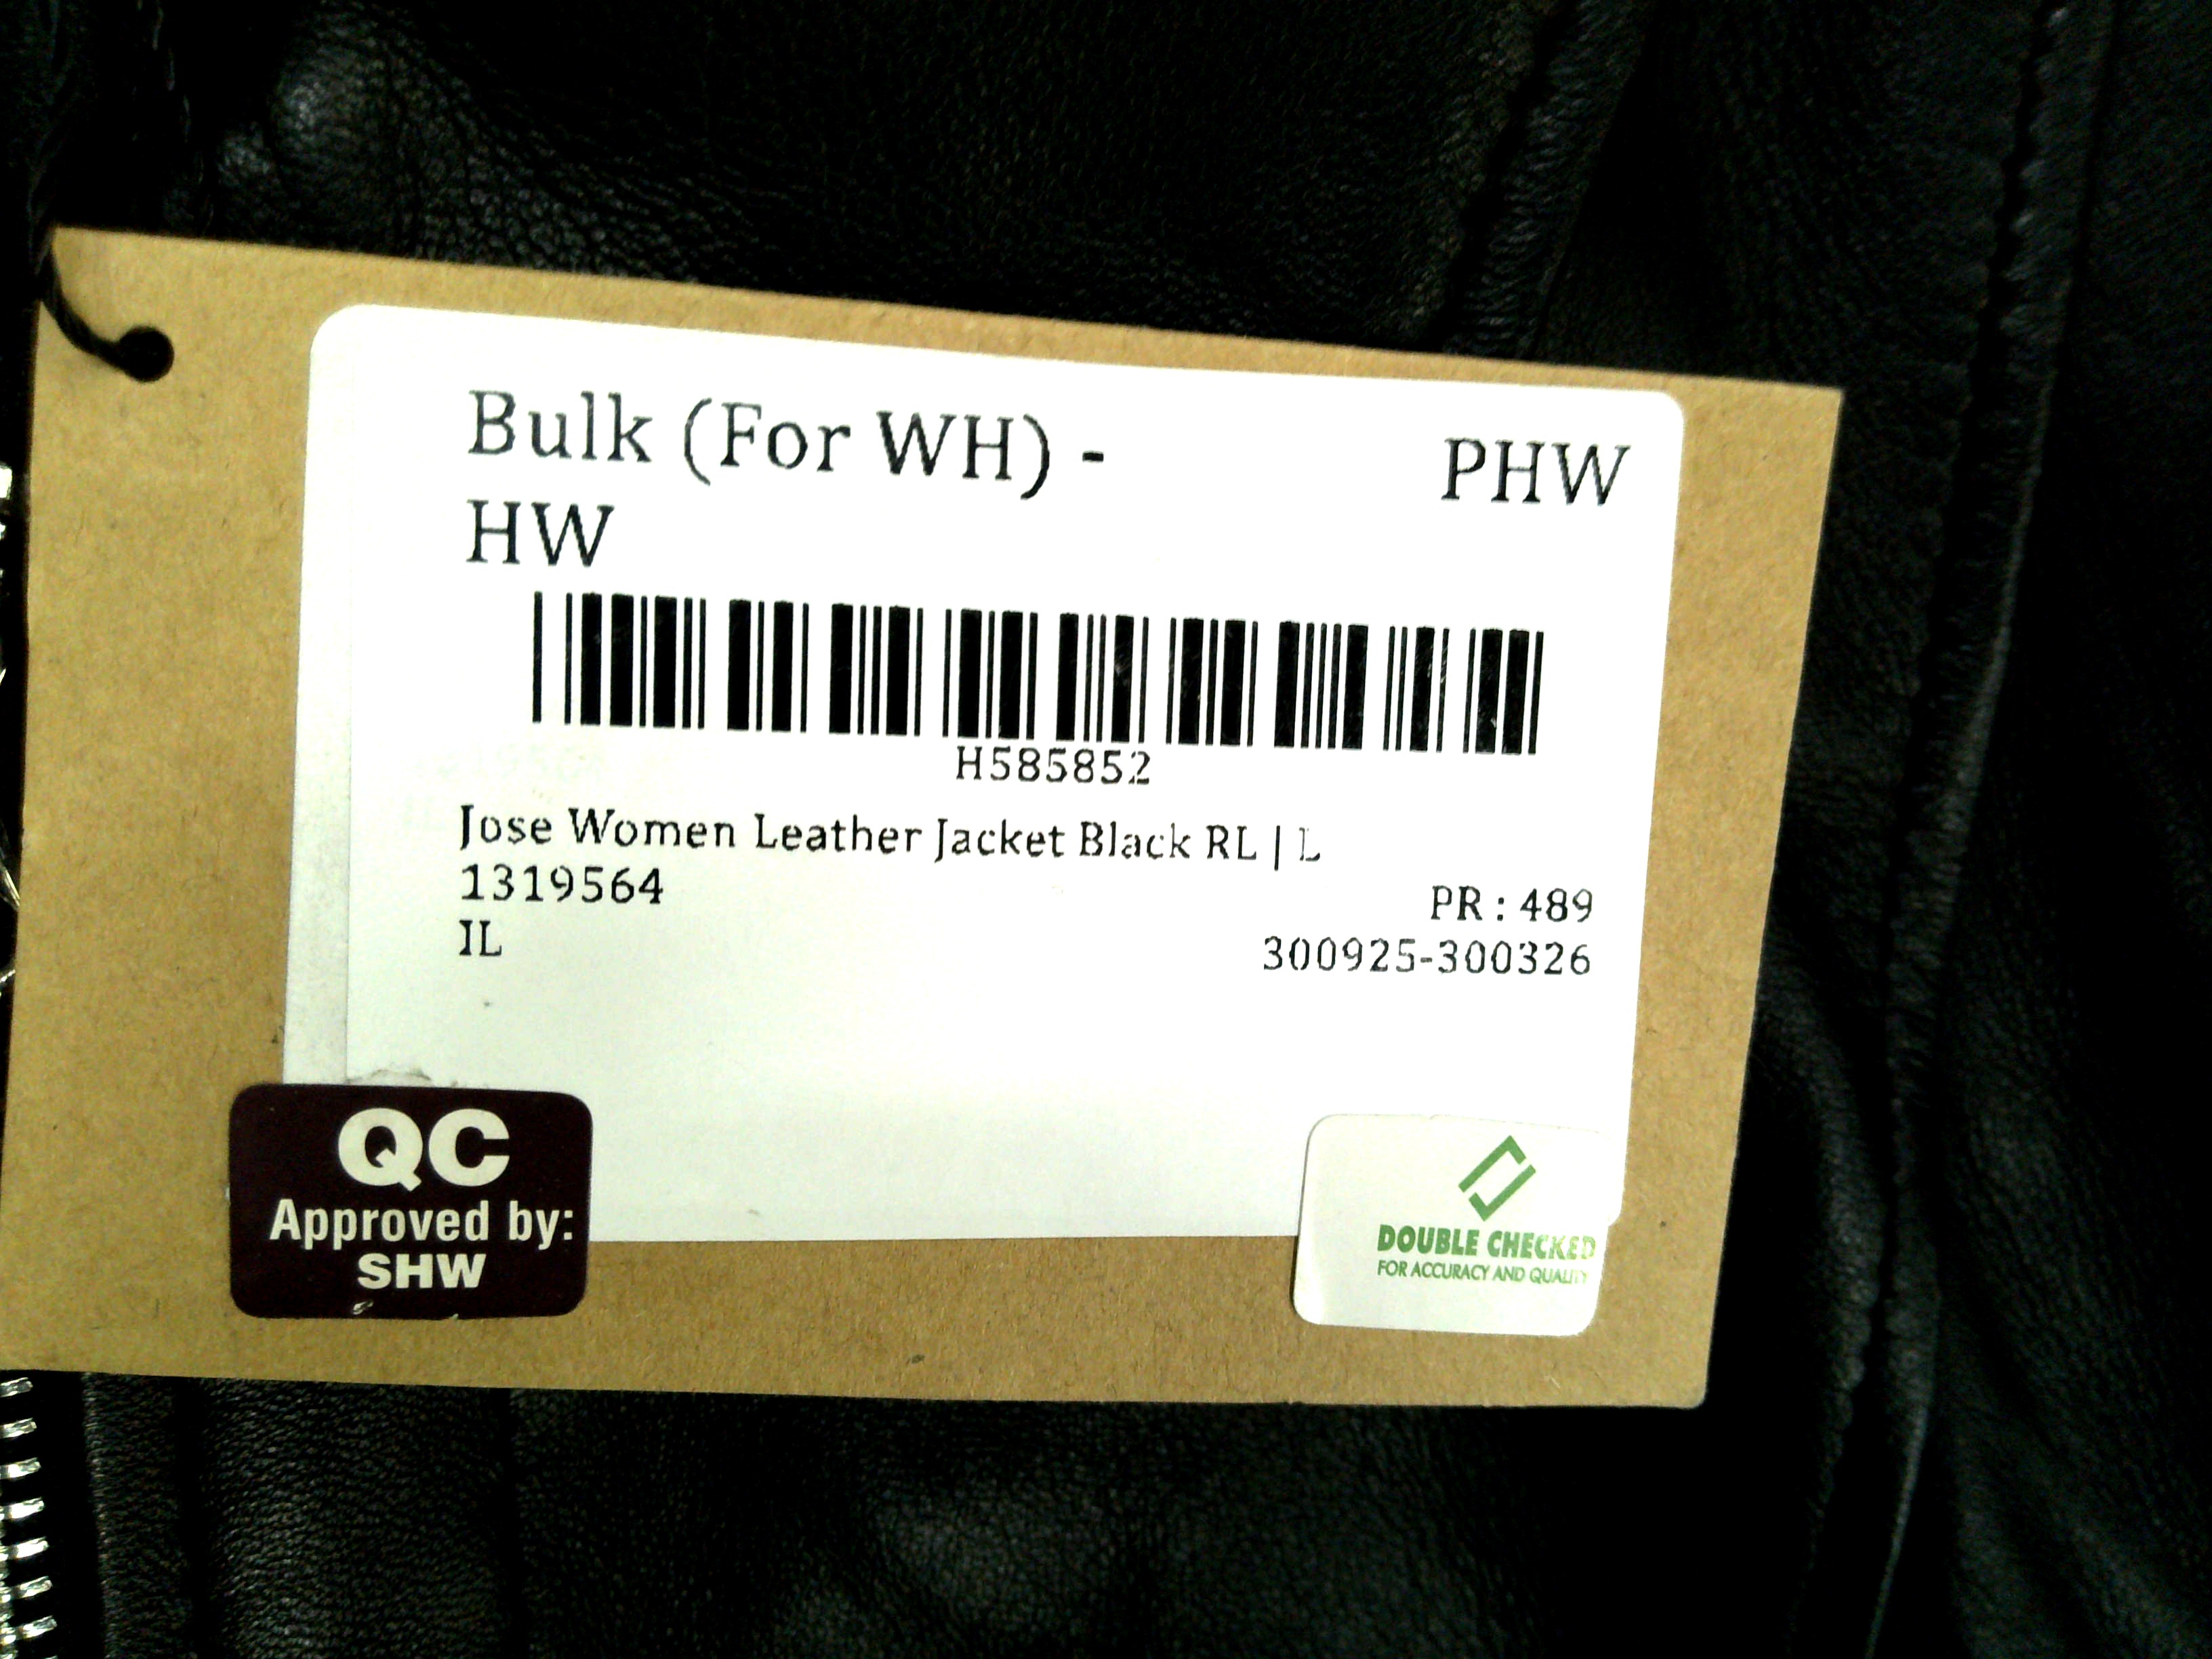 Bulk (For WH) - PHW
HW
H585852
Jose Women Leather Jacket Black RL | L
1319564 PR : 489
IL 300925-300326
QC
Approved by:
SHW
DOUBLE CHECKED
FOR ACCURACY AND QUALITY